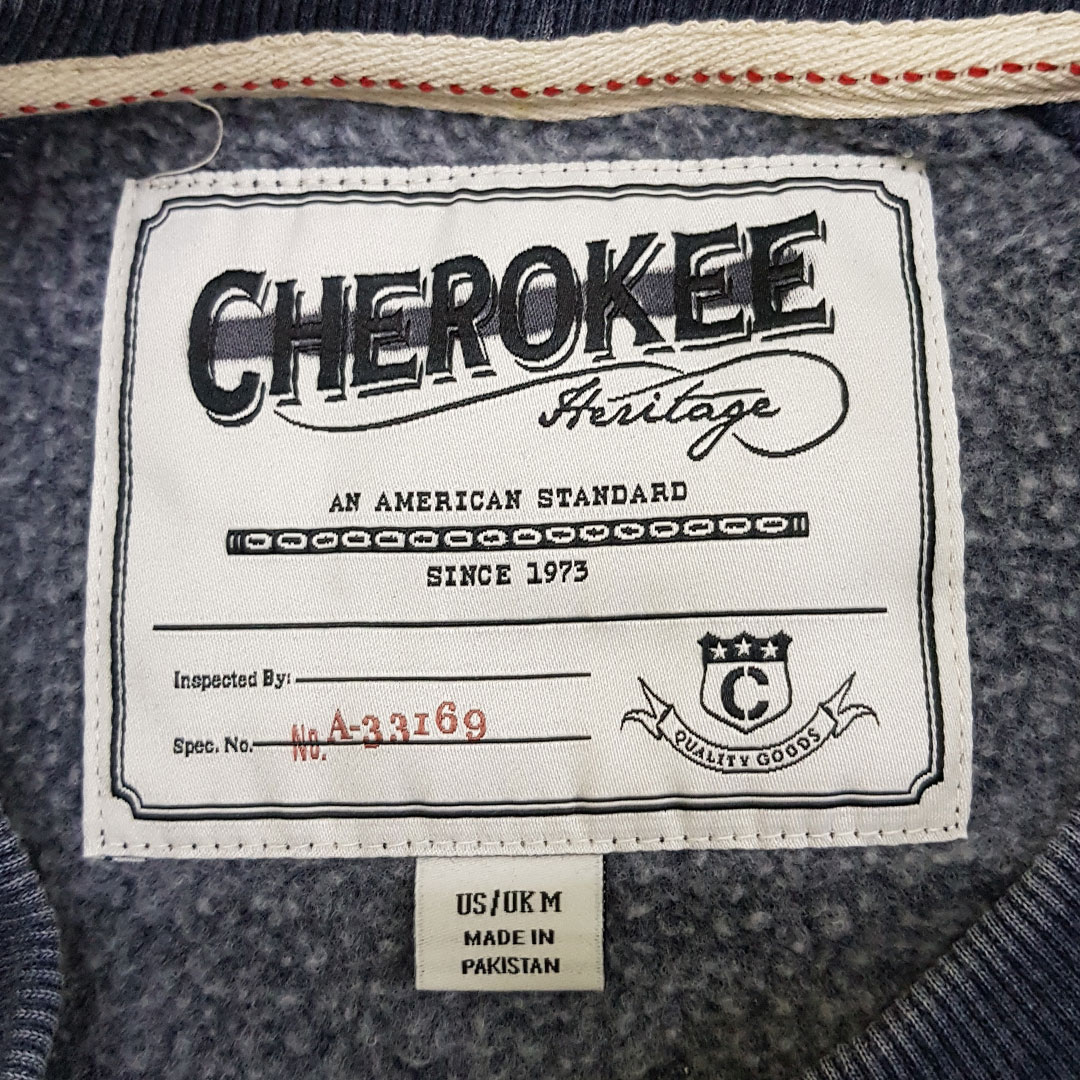 CHEROKEE
Heritage
AN AMERICAN STANDARD
SINCE 1973
Inspected By:
Spec. No. No. A-33169
C
QUALITY GOODS
US/UK M
MADE IN
PAKISTAN